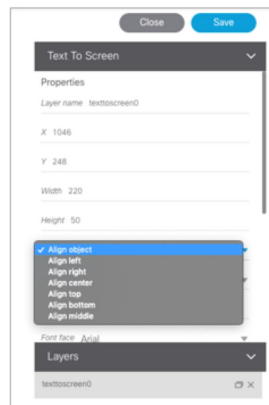 Close Save
Text To Screen
Properties
Layer name texttoscreen0
X 1046
Y 248
Width 220
Height 50
✓ Align object
Align left
Align right
Align center
Align top
Align bottom
Align middle
Font face Arial
Layers
texttoscreen0